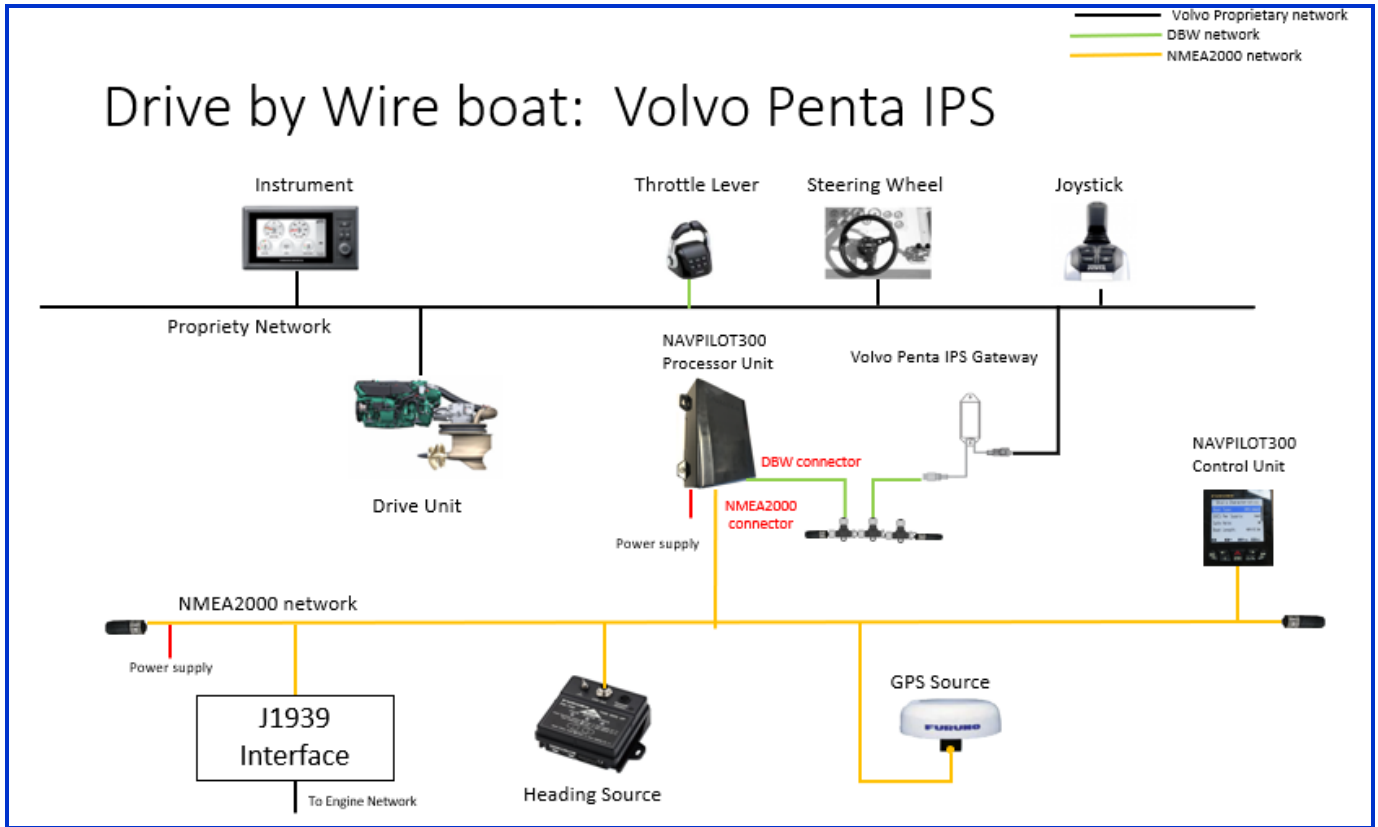 Volvo Proprietary network
DBW network
NMEA2000 network
Drive by Wire boat: Volvo Penta IPS
Instrument
Throttle Lever
Steering Wheel
Joystick
Propriety Network
NAVPILOT300
Processor Unit
Volvo Penta IPS Gateway
NAVPILOT300
Control Unit
DBW connector
Drive Unit
NMEA2000
connector
Power supply
NMEA2000 network
Power supply
GPS Source
FURUNO
J1939
Interface
Heading Source
To Engine Network